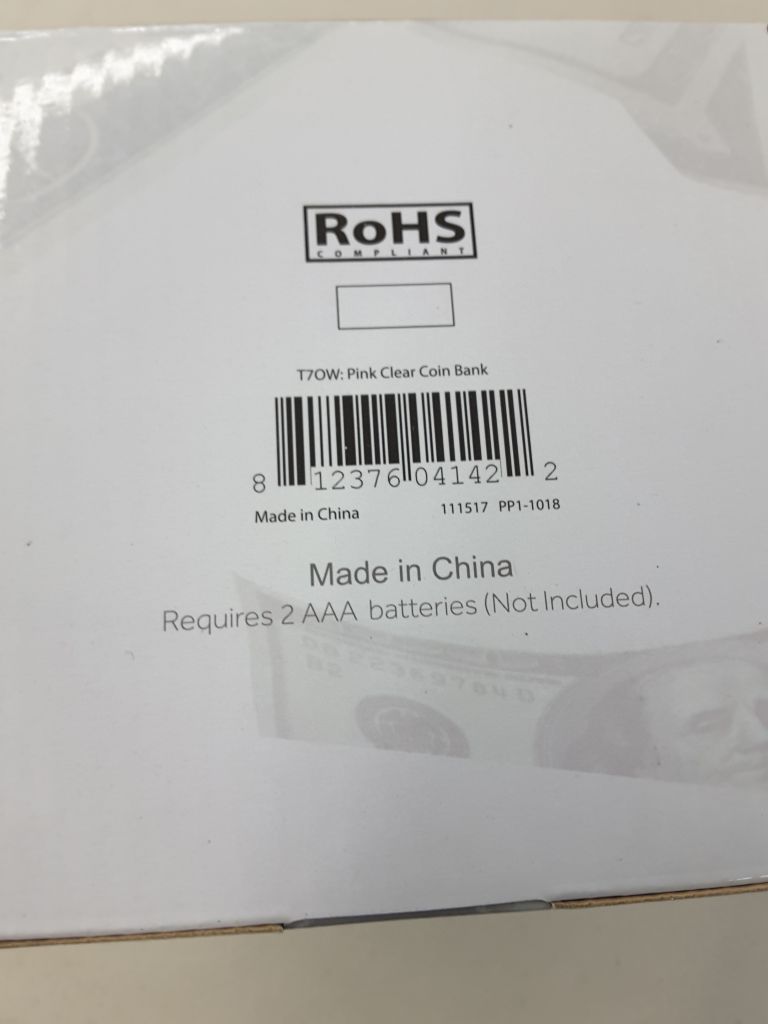 RoHS
COMPLIANT
T7OW: Pink Clear Coin Bank
8 12376 04142 2
Made in China 111517 PP1-1018
Made in China
Requires 2 AAA batteries (Not Included).